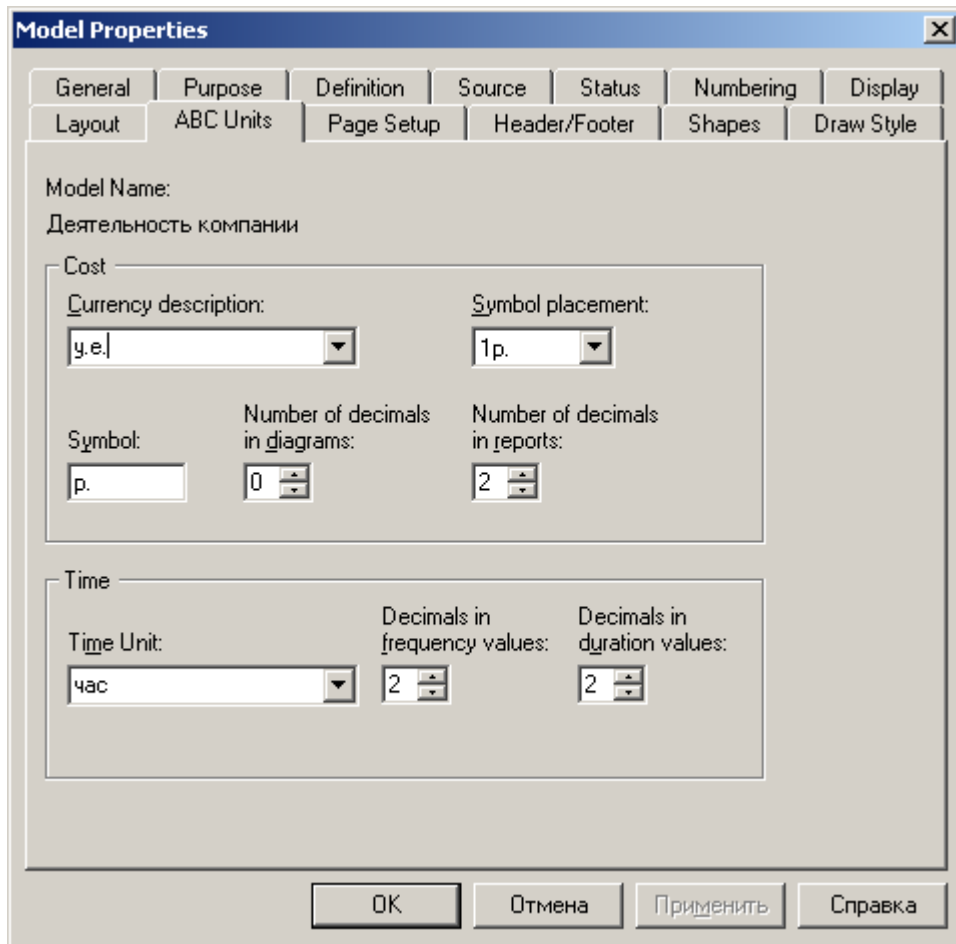 Model Properties
General Purpose Definition Source Status Numbering Display
Layout ABC Units Page Setup Header/Footer Shapes Draw Style
Model Name:
Деятельность компании
Cost
Currency description: Symbol placement:
у.е. 1р.
Number of decimals Number of decimals
Symbol: in diagrams: in reports:
р. 0 2
Time
Decimals in Decimals in
Time Unit: frequency values: duration values:
час 2 2
OK Отмена Применить Справка